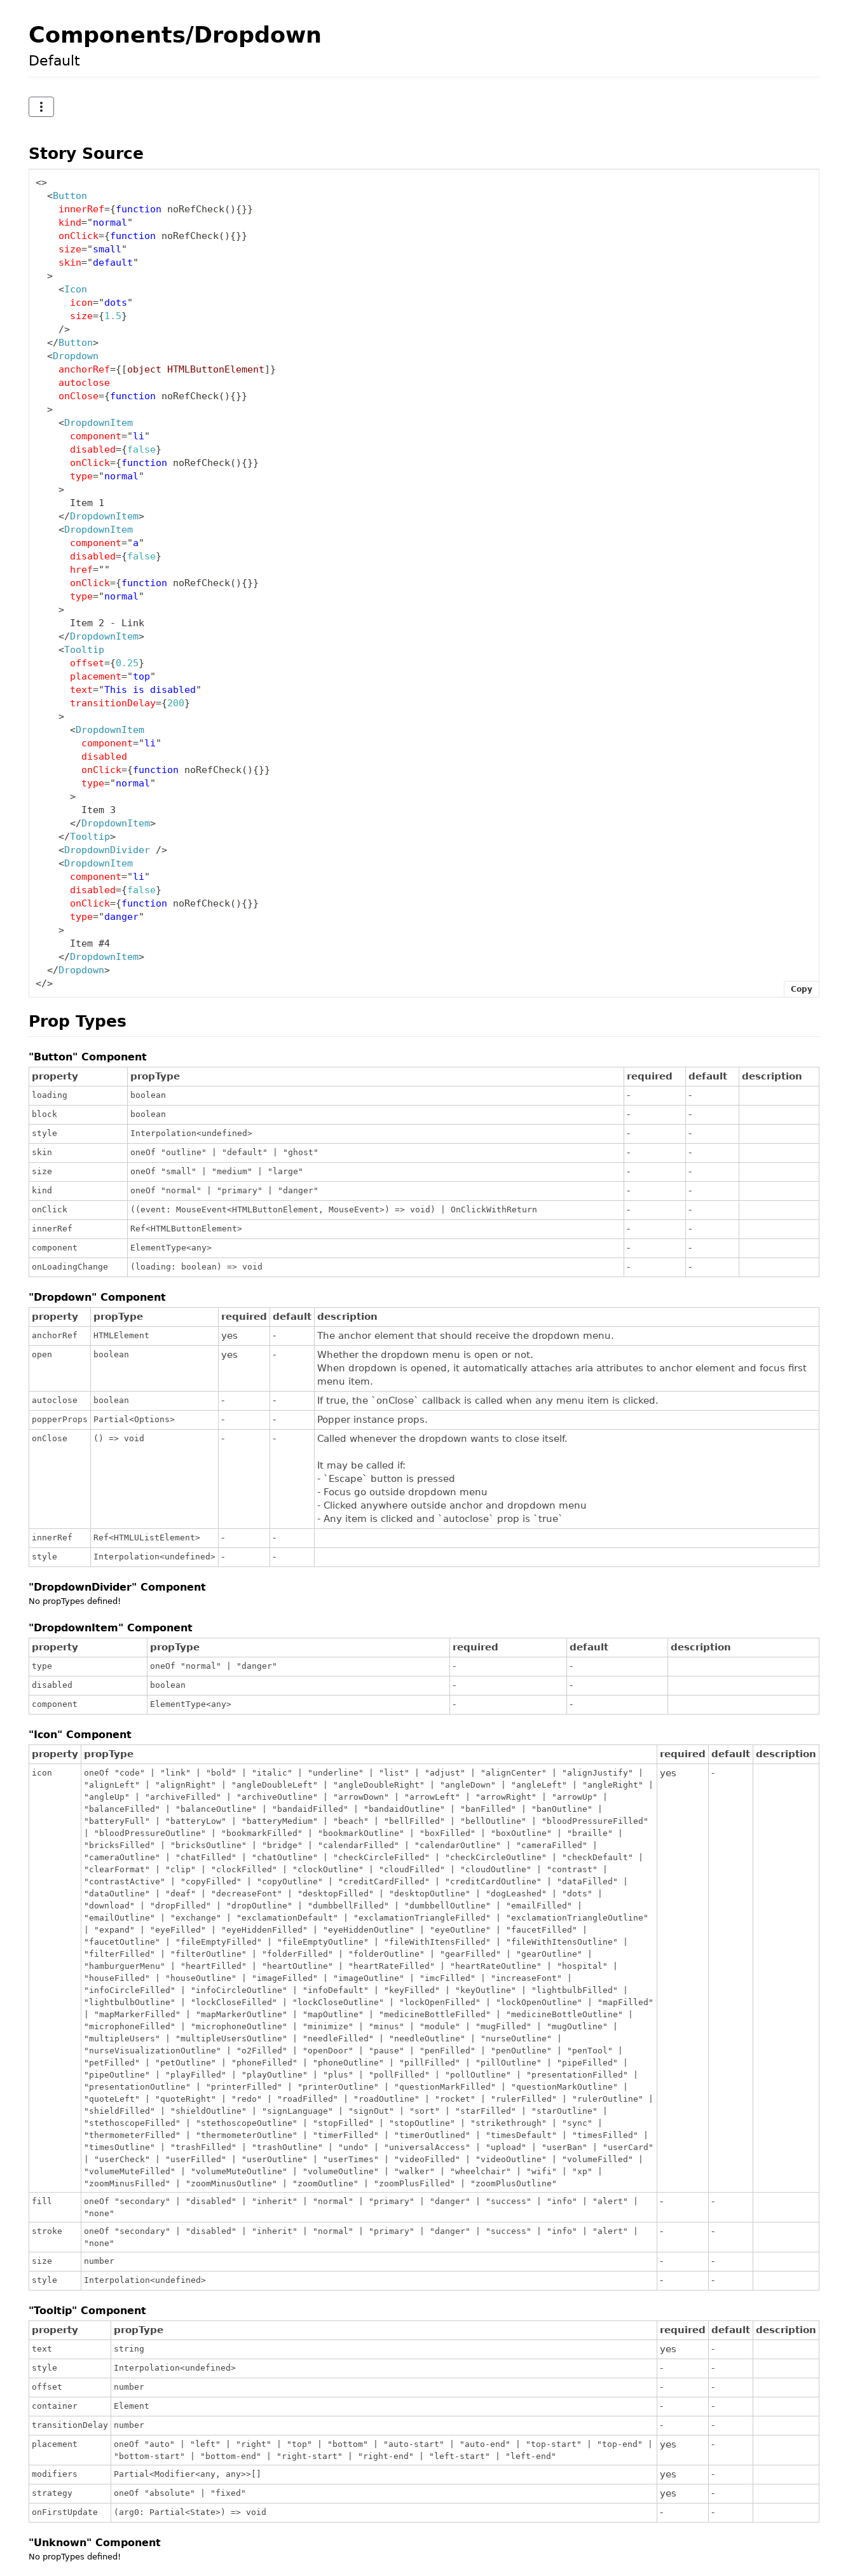 Components/Dropdown
Default
Story Source
<>
<Button
innerRef={function noRefCheck(){}}
kind="normal"
onClick={function noRefCheck(){}}
size="small"
skin="default"
>
<Icon
icon="dots"
size={1.5}
/>
</Button>
<Dropdown
anchorRef={[object HTMLButtonElement]}
autoclose
onClose={function noRefCheck(){}}
>
<DropdownItem
component="li"
disabled={false}
onClick={function noRefCheck(){}}
type="normal"
>
Item 1
</DropdownItem>
<DropdownItem
component="a"
disabled={false}
href=""
onClick={function noRefCheck(){}}
type="normal"
>
Item 2 - Link
</DropdownItem>
<Tooltip
offset={0.25}
placement="top"
text="This is disabled"
transitionDelay={200}
>
<DropdownItem
component="li"
disabled
onClick={function noRefCheck(){}}
type="normal"
>
Item 3
</DropdownItem>
</Tooltip>
<DropdownDivider />
<DropdownItem
component="li"
disabled={false}
onClick={function noRefCheck(){}}
type="danger"
>
Item #4
</DropdownItem>
</Dropdown>
</>
Copy
Prop Types
"Button" Component
property propType required default description
loading boolean - -
block boolean - -
style Interpolation<undefined> - -
skin oneOf "outline" | "default" | "ghost" - -
size oneOf "small" | "medium" | "large" - -
kind oneOf "normal" | "primary" | "danger" - -
onClick ((event: MouseEvent<HTMLButtonElement, MouseEvent>) => void) | OnClickWithReturn - -
innerRef Ref<HTMLButtonElement> - -
component ElementType<any> - -
onLoadingChange (loading: boolean) => void - -
"Dropdown" Component
property propType required default description
anchorRef HTMLElement yes - The anchor element that should receive the dropdown menu.
open boolean yes - Whether the dropdown menu is open or not.
When dropdown is opened, it automatically attaches aria attributes to anchor element and focus first
menu item.
autoclose boolean - - If true, the `onClose` callback is called when any menu item is clicked.
popperProps Partial<Options> - - Popper instance props.
onClose () => void - - Called whenever the dropdown wants to close itself.
It may be called if:
- `Escape` button is pressed
- Focus go outside dropdown menu
- Clicked anywhere outside anchor and dropdown menu
- Any item is clicked and `autoclose` prop is `true`
innerRef Ref<HTMLUListElement> - -
style Interpolation<undefined> - -
"DropdownDivider" Component
No propTypes defined!
"DropdownItem" Component
property propType required default description
type oneOf "normal" | "danger" - -
disabled boolean - -
component ElementType<any> - -
"Icon" Component
property propType required default description
icon oneOf "code" | "link" | "bold" | "italic" | "underline" | "list" | "adjust" | "alignCenter" | "alignJustify" | yes -
"alignLeft" | "alignRight" | "angleDoubleLeft" | "angleDoubleRight" | "angleDown" | "angleLeft" | "angleRight" |
"angleUp" | "archiveFilled" | "archiveOutline" | "arrowDown" | "arrowLeft" | "arrowRight" | "arrowUp" |
"balanceFilled" | "balanceOutline" | "bandaidFilled" | "bandaidOutline" | "banFilled" | "banOutline" |
"batteryFull" | "batteryLow" | "batteryMedium" | "beach" | "bellFilled" | "bellOutline" | "bloodPressureFilled"
| "bloodPressureOutline" | "bookmarkFilled" | "bookmarkOutline" | "boxFilled" | "boxOutline" | "braille" |
"bricksFilled" | "bricksOutline" | "bridge" | "calendarFilled" | "calendarOutline" | "cameraFilled" |
"cameraOutline" | "chatFilled" | "chatOutline" | "checkCircleFilled" | "checkCircleOutline" | "checkDefault" |
"clearFormat" | "clip" | "clockFilled" | "clockOutline" | "cloudFilled" | "cloudOutline" | "contrast" |
"contrastActive" | "copyFilled" | "copyOutline" | "creditCardFilled" | "creditCardOutline" | "dataFilled" |
"dataOutline" | "deaf" | "decreaseFont" | "desktopFilled" | "desktopOutline" | "dogLeashed" | "dots" |
"download" | "dropFilled" | "dropOutline" | "dumbbellFilled" | "dumbbellOutline" | "emailFilled" |
"emailOutline" | "exchange" | "exclamationDefault" | "exclamationTriangleFilled" | "exclamationTriangleOutline"
| "expand" | "eyeFilled" | "eyeHiddenFilled" | "eyeHiddenOutline" | "eyeOutline" | "faucetFilled" |
"faucetOutline" | "fileEmptyFilled" | "fileEmptyOutline" | "fileWithItensFilled" | "fileWithItensOutline" |
"filterFilled" | "filterOutline" | "folderFilled" | "folderOutline" | "gearFilled" | "gearOutline" |
"hamburguerMenu" | "heartFilled" | "heartOutline" | "heartRateFilled" | "heartRateOutline" | "hospital" |
"houseFilled" | "houseOutline" | "imageFilled" | "imageOutline" | "imcFilled" | "increaseFont" |
"infoCircleFilled" | "infoCircleOutline" | "infoDefault" | "keyFilled" | "keyOutline" | "lightbulbFilled" |
"lightbulbOutline" | "lockCloseFilled" | "lockCloseOutline" | "lockOpenFilled" | "lockOpenOutline" | "mapFilled"
| "mapMarkerFilled" | "mapMarkerOutline" | "mapOutline" | "medicineBottleFilled" | "medicineBottleOutline" |
"microphoneFilled" | "microphoneOutline" | "minimize" | "minus" | "module" | "mugFilled" | "mugOutline" |
"multipleUsers" | "multipleUsersOutline" | "needleFilled" | "needleOutline" | "nurseOutline" |
"nurseVisualizationOutline" | "o2Filled" | "openDoor" | "pause" | "penFilled" | "penOutline" | "penTool" |
"petFilled" | "petOutline" | "phoneFilled" | "phoneOutline" | "pillFilled" | "pillOutline" | "pipeFilled" |
"pipeOutline" | "playFilled" | "playOutline" | "plus" | "pollFilled" | "pollOutline" | "presentationFilled" |
"presentationOutline" | "printerFilled" | "printerOutline" | "questionMarkFilled" | "questionMarkOutline" |
"quoteLeft" | "quoteRight" | "redo" | "roadFilled" | "roadOutline" | "rocket" | "rulerFilled" | "rulerOutline" |
"shieldFilled" | "shieldOutline" | "signLanguage" | "signOut" | "sort" | "starFilled" | "starOutline" |
"stethoscopeFilled" | "stethoscopeOutline" | "stopFilled" | "stopOutline" | "strikethrough" | "sync" |
"thermometerFilled" | "thermometerOutline" | "timerFilled" | "timerOutlined" | "timesDefault" | "timesFilled" |
"timesOutline" | "trashFilled" | "trashOutline" | "undo" | "universalAccess" | "upload" | "userBan" | "userCard"
| "userCheck" | "userFilled" | "userOutline" | "userTimes" | "videoFilled" | "videoOutline" | "volumeFilled" |
"volumeMuteFilled" | "volumeMuteOutline" | "volumeOutline" | "walker" | "wheelchair" | "wifi" | "xp" |
"zoomMinusFilled" | "zoomMinusOutline" | "zoomOutline" | "zoomPlusFilled" | "zoomPlusOutline"
fill oneOf "secondary" | "disabled" | "inherit" | "normal" | "primary" | "danger" | "success" | "info" | "alert" | - -
"none"
stroke oneOf "secondary" | "disabled" | "inherit" | "normal" | "primary" | "danger" | "success" | "info" | "alert" | - -
"none"
size number - -
style Interpolation<undefined> - -
"Tooltip" Component
property propType required default description
text string yes -
style Interpolation<undefined> - -
offset number - -
container Element - -
transitionDelay number - -
placement oneOf "auto" | "left" | "right" | "top" | "bottom" | "auto-start" | "auto-end" | "top-start" | "top-end" | yes -
"bottom-start" | "bottom-end" | "right-start" | "right-end" | "left-start" | "left-end"
modifiers Partial<Modifier<any, any>>[] yes -
strategy oneOf "absolute" | "fixed" yes -
onFirstUpdate (arg0: Partial<State>) => void - -
"Unknown" Component
No propTypes defined!